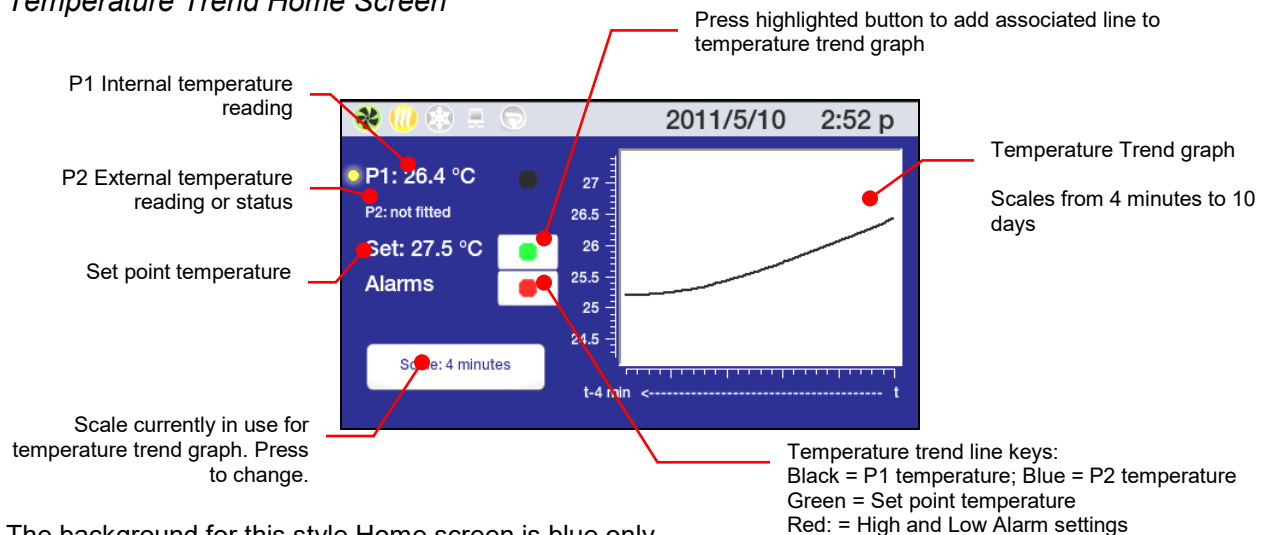 Temperature Trend Home Screen
Press highlighted button to add associated line to
temperature trend graph
P1 Internal temperature
reading
2011/5/10 2:52 p
P1: 26.4 °C
Temperature Trend graph
Scales from 4 minutes to 10
days
P2 External temperature
reading or status
P2: not fitted
Set: 27.5 °C
Set point temperature
Alarms
27
26.5
26
25.5
25
24.5
Scale: 4 minutes
t-4 min <---------------------------------------- t
Scale currently in use for
temperature trend graph. Press
to change.
Temperature trend line keys:
Black = P1 temperature; Blue = P2 temperature
Green = Set point temperature
Red: = High and Low Alarm settings
The background for this style Home screen is blue only